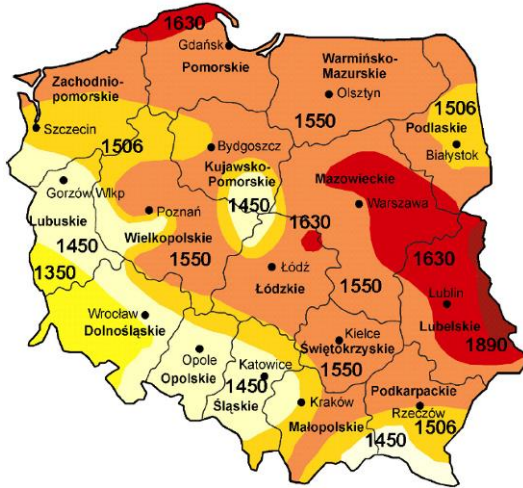 1630
Gdańsk
Pomorskie
Warmińsko-
Mazurskie
Olsztyn
1550
Zachodnio-
pomorskie
Szczecin
1506
Bydgoszcz
Kujawsko-
Pomorskie
1450
1506
Podlaskie
Białystok
Mazowieckie
Warszawa
Gorzów Wlkp
Lubuskie
1450
1350
Poznań
Wielkopolskie
1550
1630
Łódź
Łódzkie
1550
1630
Lublin
Lubelskie
1890
Wrocław
Dolnośląskie
Opole
Opolskie
Katowice
1450
Śląskie
Kielce
Świętokrzyskie
1550
Kraków
Małopolskie
Podkarpackie
Rzeczów
1506
1450